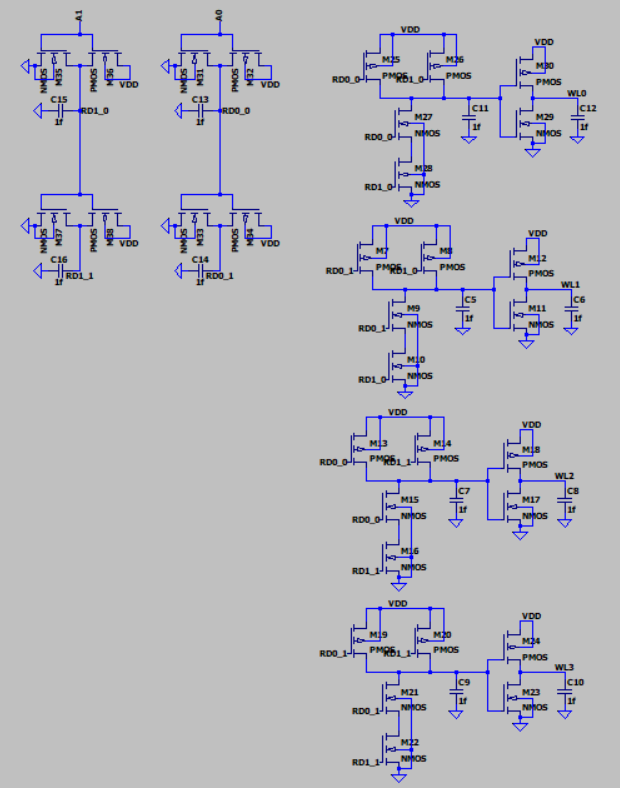 A1
A0
NMOS M35 PMOS M36 VDD
NMOS M31 PMOS M32 VDD
C15
1f
RD1_0
C13
1f
RD0_0
NMOS M37 PMOS M38 VDD
NMOS M33 PMOS M34 VDD
C16
1f
RD1_1
C14
1f
RD0_1
VDD
M25
PMOS
RD0_0
M26
PMOS
RD1_0
M27
NMOS
RD0_0
M28
NMOS
RD1_0
C11
1f
VDD
M30
PMOS
M29
NMOS
WL0
C12
1f
VDD
M7
PMOS
RD0_1
M8
PMOS
RD1_0
M9
NMOS
RD0_1
M10
NMOS
RD1_0
C5
1f
VDD
M12
PMOS
M11
NMOS
WL1
C6
1f
VDD
M13
PMOS
RD0_0
M14
PMOS
RD1_1
M15
NMOS
RD0_0
M16
NMOS
RD1_1
C7
1f
VDD
M18
PMOS
M17
NMOS
WL2
C8
1f
VDD
M19
PMOS
RD0_1
M20
PMOS
RD1_1
M21
NMOS
RD0_1
M22
NMOS
RD1_1
C9
1f
VDD
M24
PMOS
M23
NMOS
WL3
C10
1f